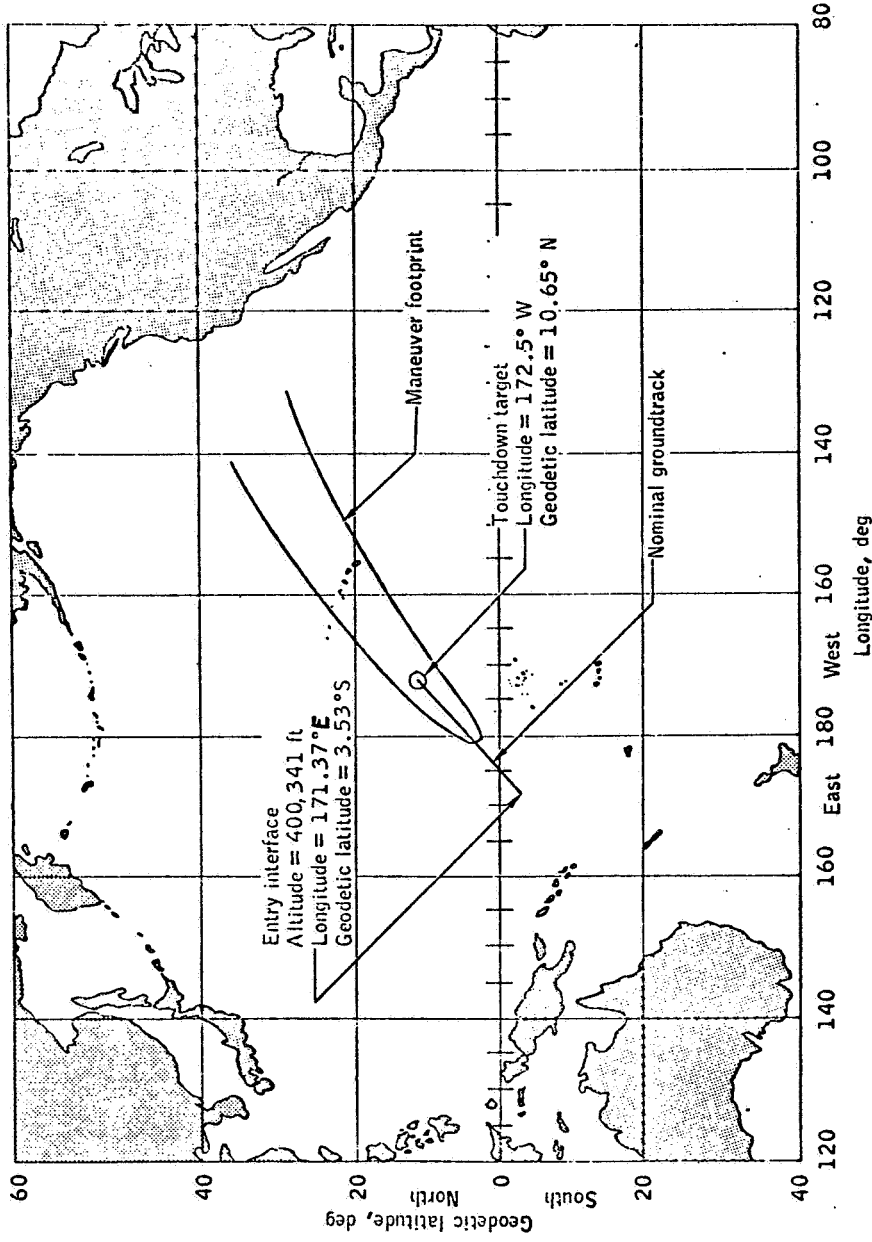 60
40
20
0
20
40
North
South
Geodetic latitude, deg
Entry interface
Altitude = 400,341 ft
Longitude = 171.37°E
Geodetic latitude = 3.53°S
Maneuver footprint
Touchdown target
Longitude = 172.5° W
Geodetic latitude = 10.65° N
Nominal groundtrack
120
140
160
East
180
West
160
140
120
100
80
Longitude, deg